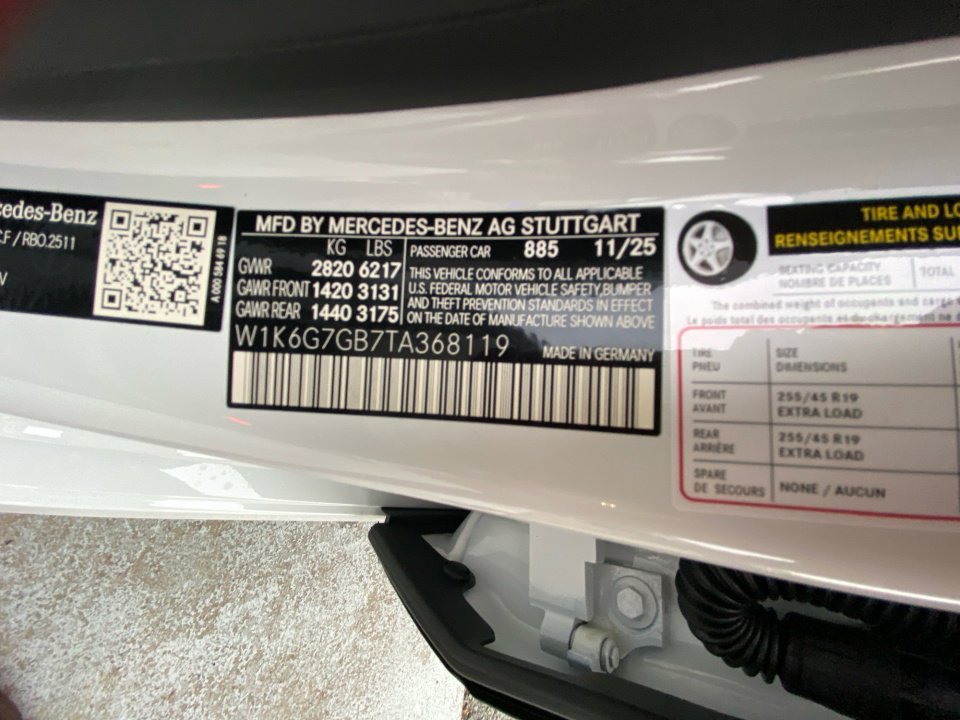 cedes-Benz
C.F / RBO.2511
V
A 000 584 69 18
MFD BY MERCEDES-BENZ AG STUTTGART
KG LBS
GVWR 2820 6217
GAWR FRONT 1420 3131
GAWR REAR 1440 3175
PASSENGER CAR 885 11/25
THIS VEHICLE CONFORMS TO ALL APPLICABLE
U.S. FEDERAL MOTOR VEHICLE SAFETY,BUMPER
AND THEFT PREVENTION STANDARDS IN EFFECT
ON THE DATE OF MANUFACTURE SHOWN ABOVE
W1K6G7GB7TA368119 MADE IN GERMANY
TIRE AND LO
RENSEIGNEMENTS SU
SEATING CAPACITY
NOMBRE DE PLACES
TOTAL
The combined weight of occupants and cargo
Le poids total des occupants et du chargement ne d
TIRE SIZE
PNEU DIMENSIONS
FRONT 255/45 R19
AVANT EXTRA LOAD
REAR 255/45 R19
ARRIÈRE EXTRA LOAD
SPARE
DE SECOURS NONE / AUCUN